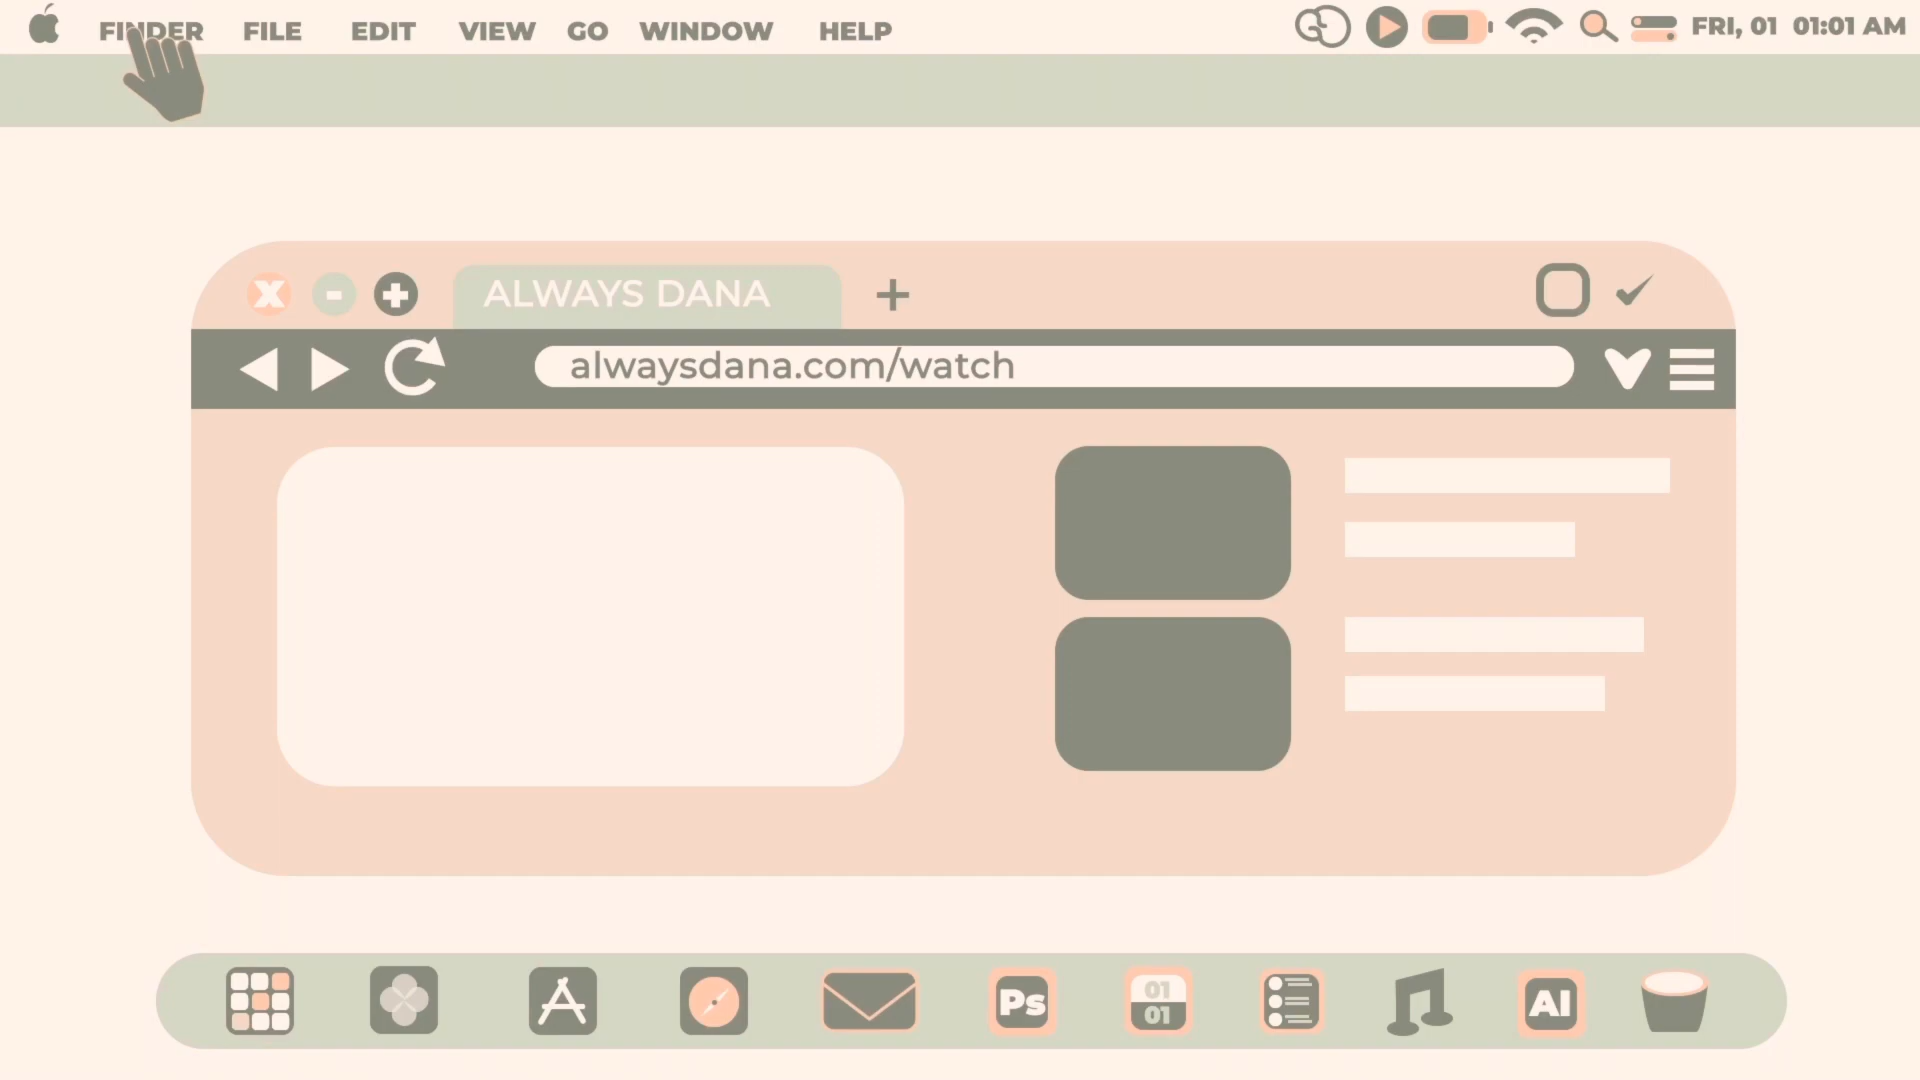 FINDER FILE EDIT VIEW GO WINDOW HELP FRI, 01 01:01 AM
x - + ALWAYS DANA +
alwaysdana.com/watch
Ps 01 AI
01